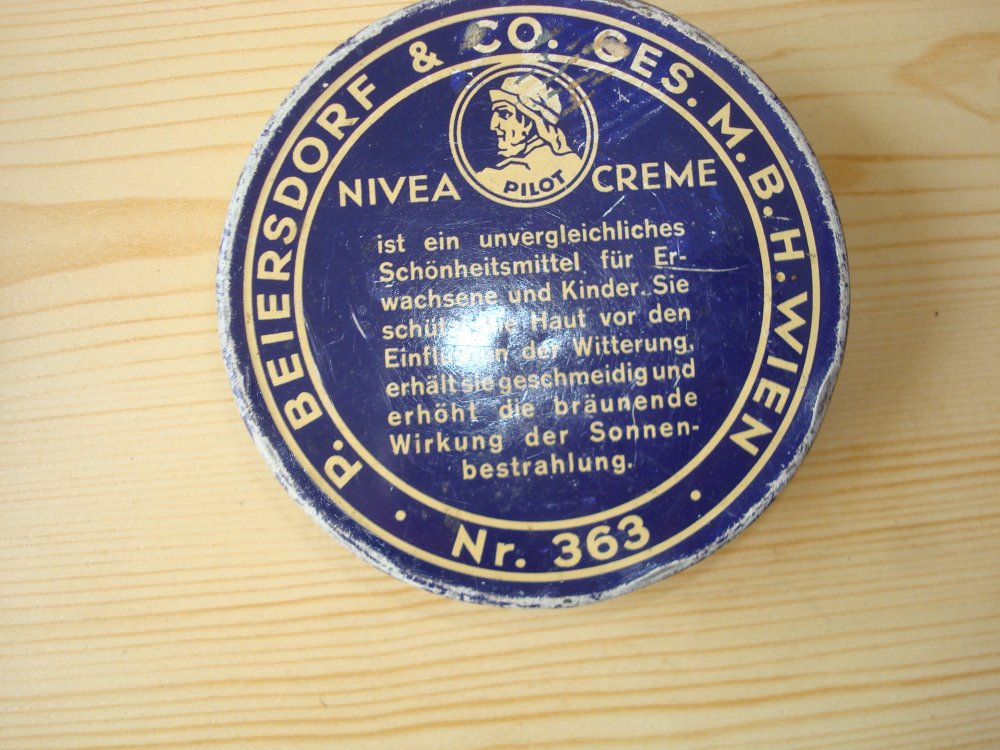 P. BEIERSDORF & CO. GES. M. B. H. WIEN
PILOT
NIVEA CREME
ist ein unvergleichliches
Schönheitsmittel für Er-
wachsene und Kinder. Sie
Haut vor den
der Witterung,
erhält sie geschmeidig und
erhöht die bräunende
Wirkung der Sonnen-
bestrahlung.
Nr. 363